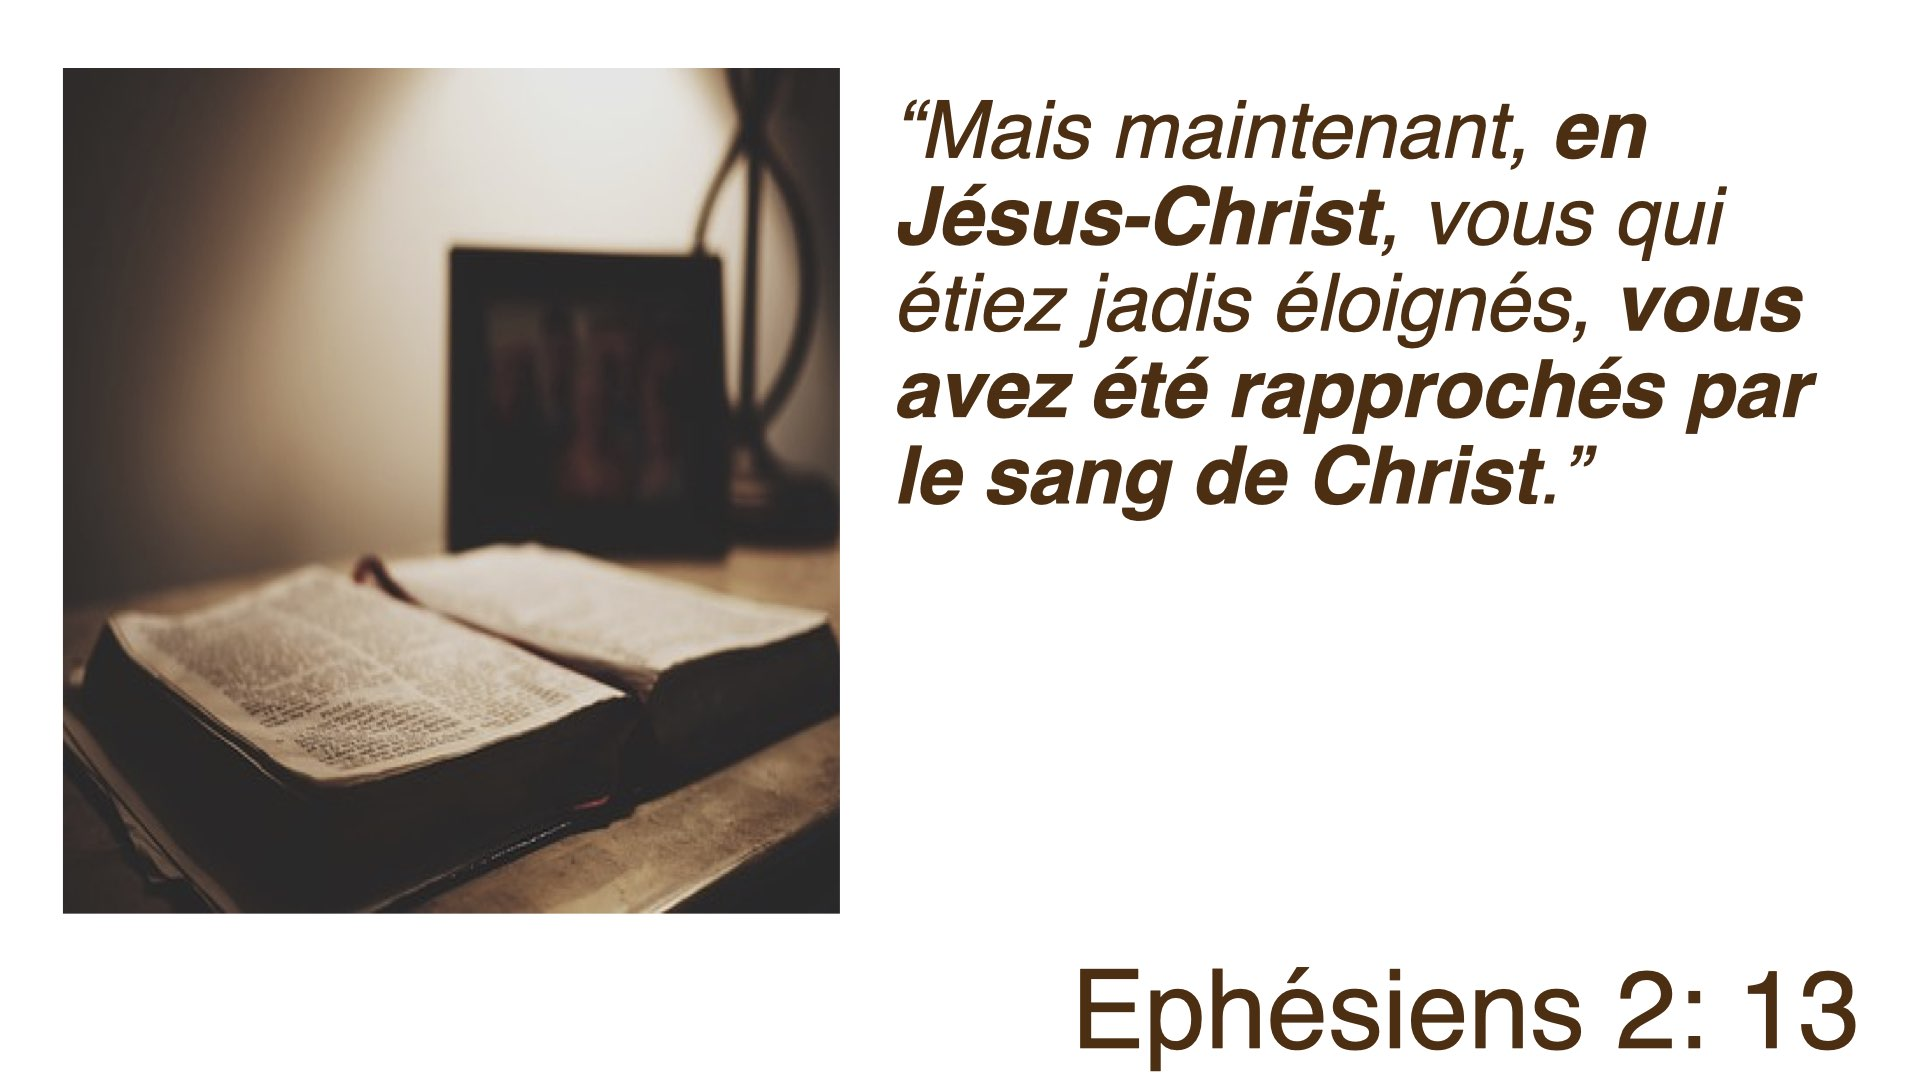 “Mais maintenant, en
Jésus-Christ, vous qui
étiez jadis éloignés, vous
avez été rapprochés par
le sang de Christ.”
Ephésiens 2: 13